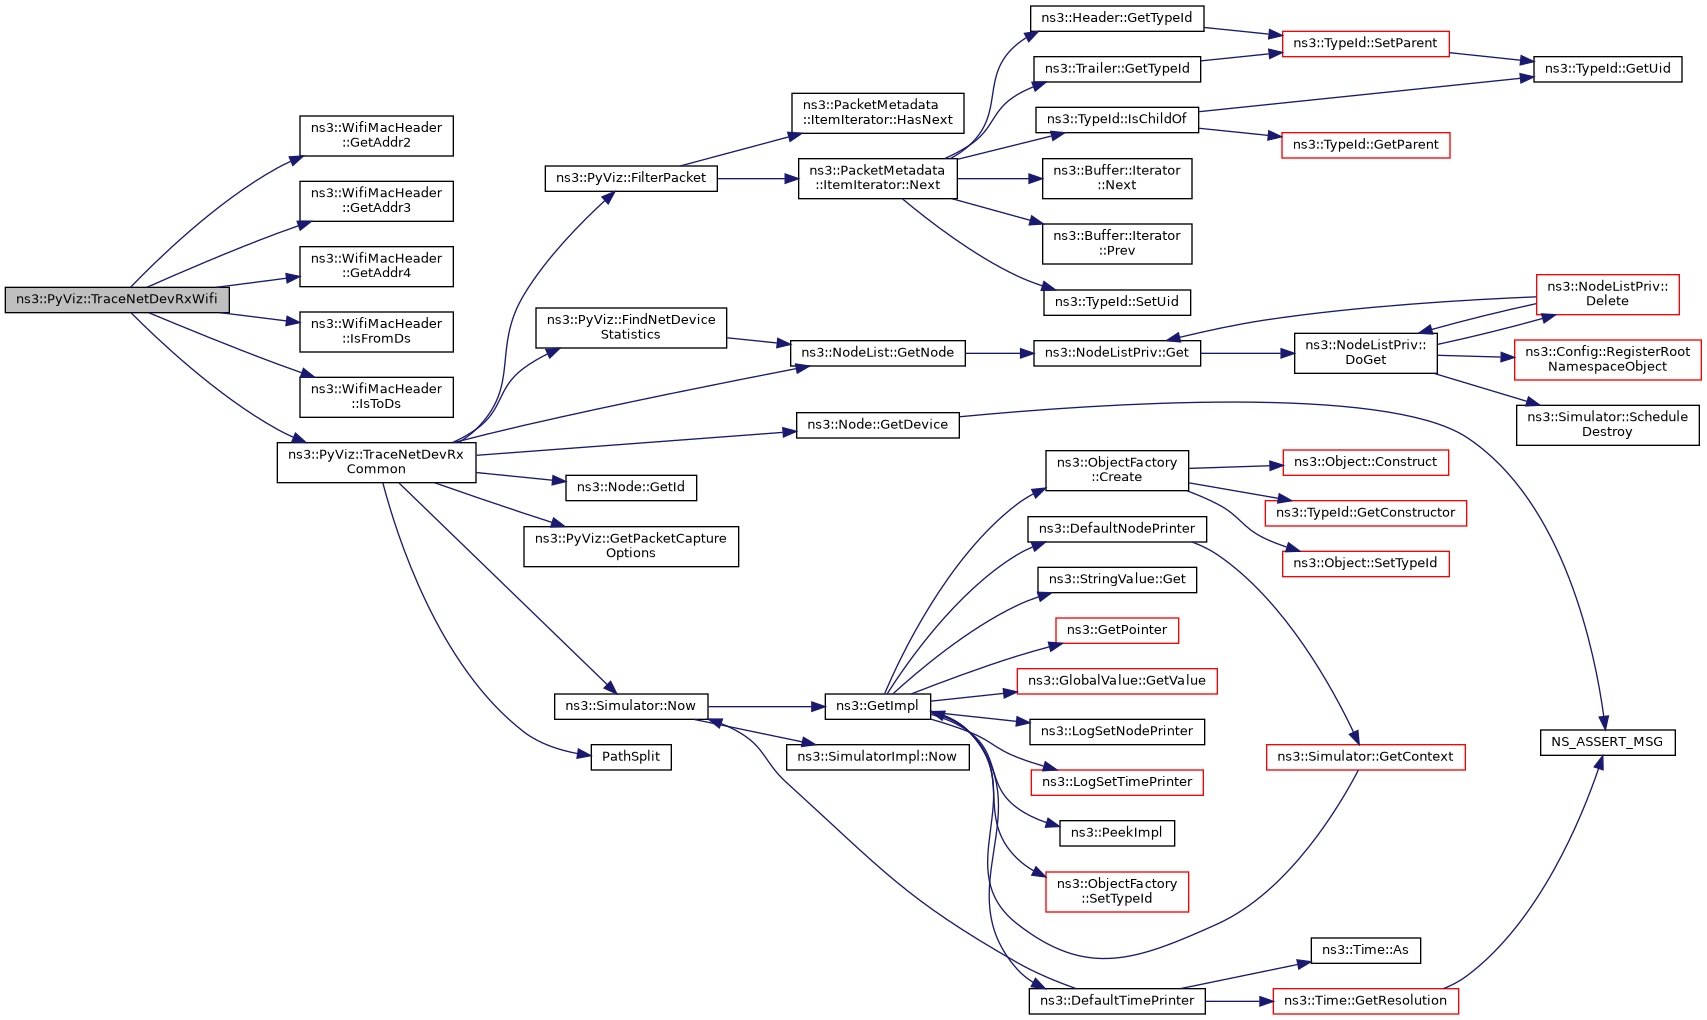 ns3::PyViz::TraceNetDevRxWifi
ns3::WifiMacHeader
::GetAddr2
ns3::WifiMacHeader
::GetAddr3
ns3::WifiMacHeader
::GetAddr4
ns3::WifiMacHeader
::IsFromDs
ns3::WifiMacHeader
::IsToDs
ns3::PyViz::TraceNetDevRx
Common
ns3::PyViz::FilterPacket
ns3::PyViz::FindNetDevice
Statistics
ns3::Node::GetId
ns3::PyViz::GetPacketCapture
Options
ns3::Simulator::Now
PathSplit
ns3::PacketMetadata
::ItemIterator::HasNext
ns3::PacketMetadata
::ItemIterator::Next
ns3::NodeList::GetNode
ns3::Node::GetDevice
ns3::GetImpl
ns3::SimulatorImpl::Now
ns3::Header::GetTypeId
ns3::Trailer::GetTypeId
ns3::TypeId::IsChildOf
ns3::Buffer::Iterator
::Next
ns3::Buffer::Iterator
::Prev
ns3::TypeId::SetUid
ns3::NodeListPriv::Get
ns3::ObjectFactory
::Create
ns3::DefaultNodePrinter
ns3::StringValue::Get
ns3::GetPointer
ns3::GlobalValue::GetValue
ns3::LogSetNodePrinter
ns3::LogSetTimePrinter
ns3::PeekImpl
ns3::ObjectFactory
::SetTypeId
ns3::DefaultTimePrinter
ns3::TypeId::SetParent
ns3::TypeId::GetParent
ns3::NodeListPriv::
DoGet
ns3::Object::Construct
ns3::TypeId::GetConstructor
ns3::Object::SetTypeId
ns3::Simulator::GetContext
ns3::Time::As
ns3::Time::GetResolution
ns3::TypeId::GetUid
ns3::NodeListPriv::
Delete
ns3::Config::RegisterRoot
NamespaceObject
ns3::Simulator::Schedule
Destroy
NS_ASSERT_MSG